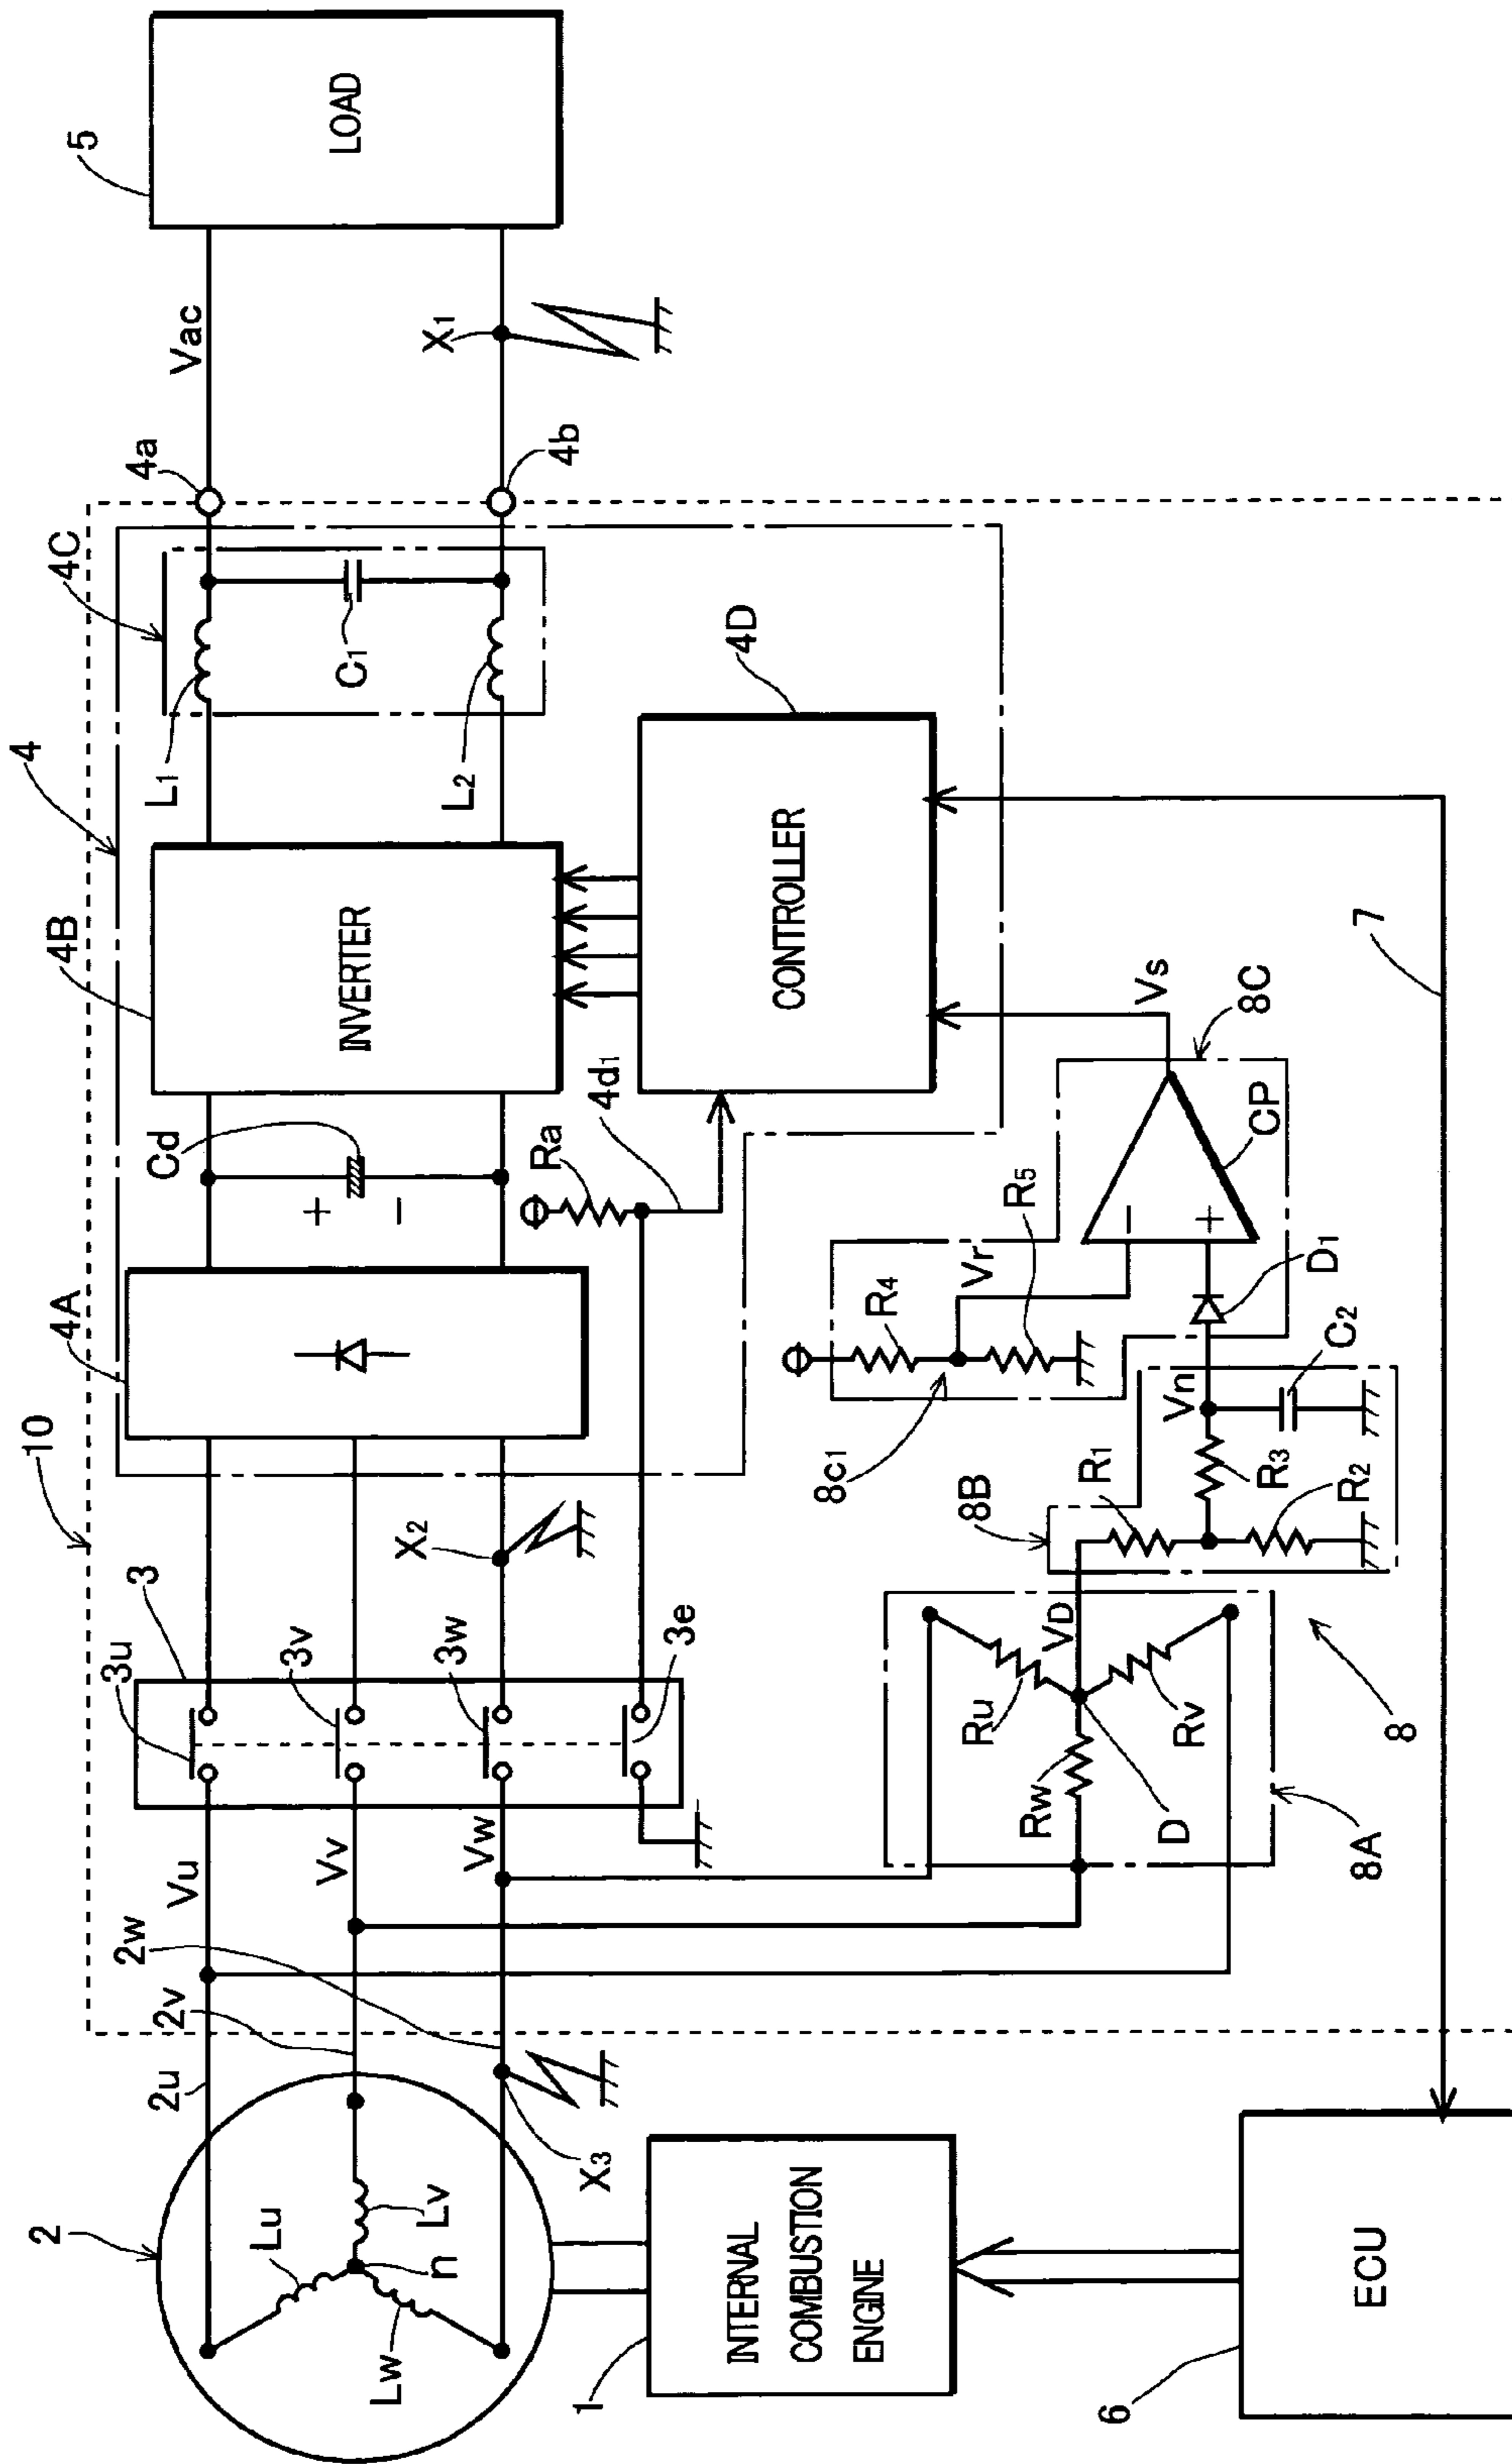 10
4
4A
4B
4C
4a
4b
5
LOAD
Vac
X1
L1
L2
C1
INVERTER
Cd
+
−
Ra
4d1
CONTROLLER
4D
3
3u
3v
3w
3e
X2
Vu
Vv
Vw
2u
2v
2w
2
Lu
Lv
Lw
n
X3
1
INTERNAL
COMBUSTION
ENGINE
6
ECU
7
8
8A
Ru
Rv
Rw
D
VD
8B
R1
R2
R3
C2
Vn
8C
8c1
R4
R5
Vr
−
+
D1
CP
Vs